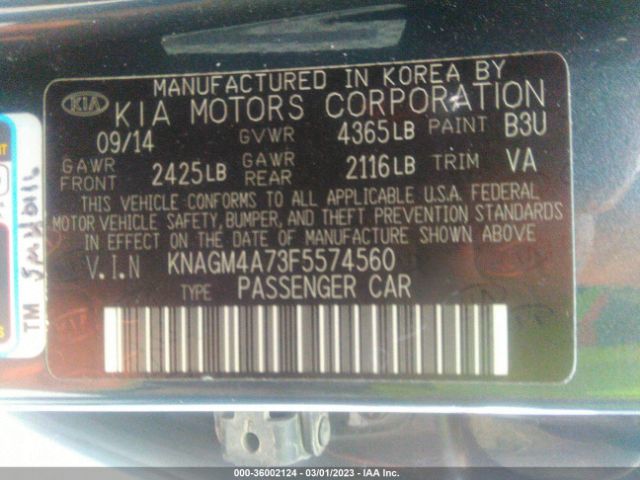 MANUFACTURED IN KOREA BY
KIA KIA MOTORS CORPORATION
09/14 GVWR 4365LB PAINT B3U
GAWR FRONT 2425LB GAWR REAR 2116LB TRIM VA
THIS VEHICLE CONFORMS TO ALL APPLICABLE U.S.A. FEDERAL
MOTOR VEHICLE SAFETY, BUMPER, AND THEFT PREVENTION STANDARDS
IN EFFECT ON THE DATE OF MANUFACTURE SHOWN ABOVE.
V.I.N KNAGM4A73F5574560
TYPE PASSENGER CAR
TM
000-36002124 - 03/01/2023 - IAA Inc.